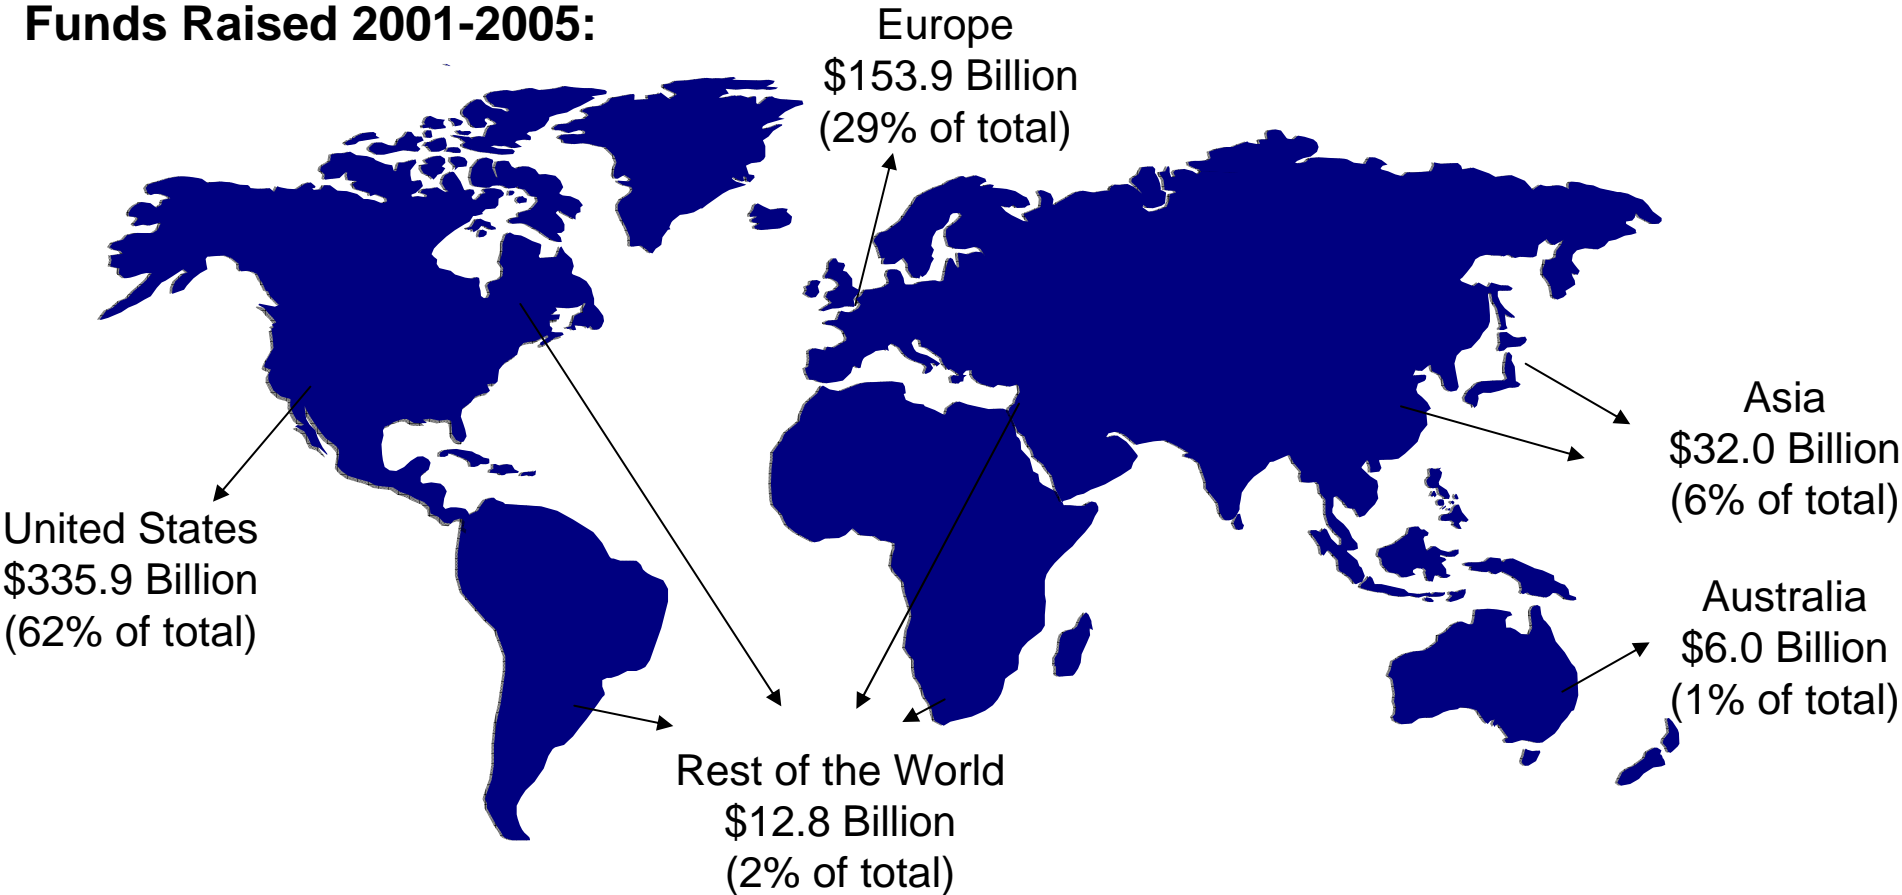 Funds Raised 2001-2005:
Europe
$153.9 Billion
(29% of total)
Asia
$32.0 Billion
(6% of total)
United States
$335.9 Billion
(62% of total)
Australia
$6.0 Billion
(1% of total)
Rest of the World
$12.8 Billion
(2% of total)